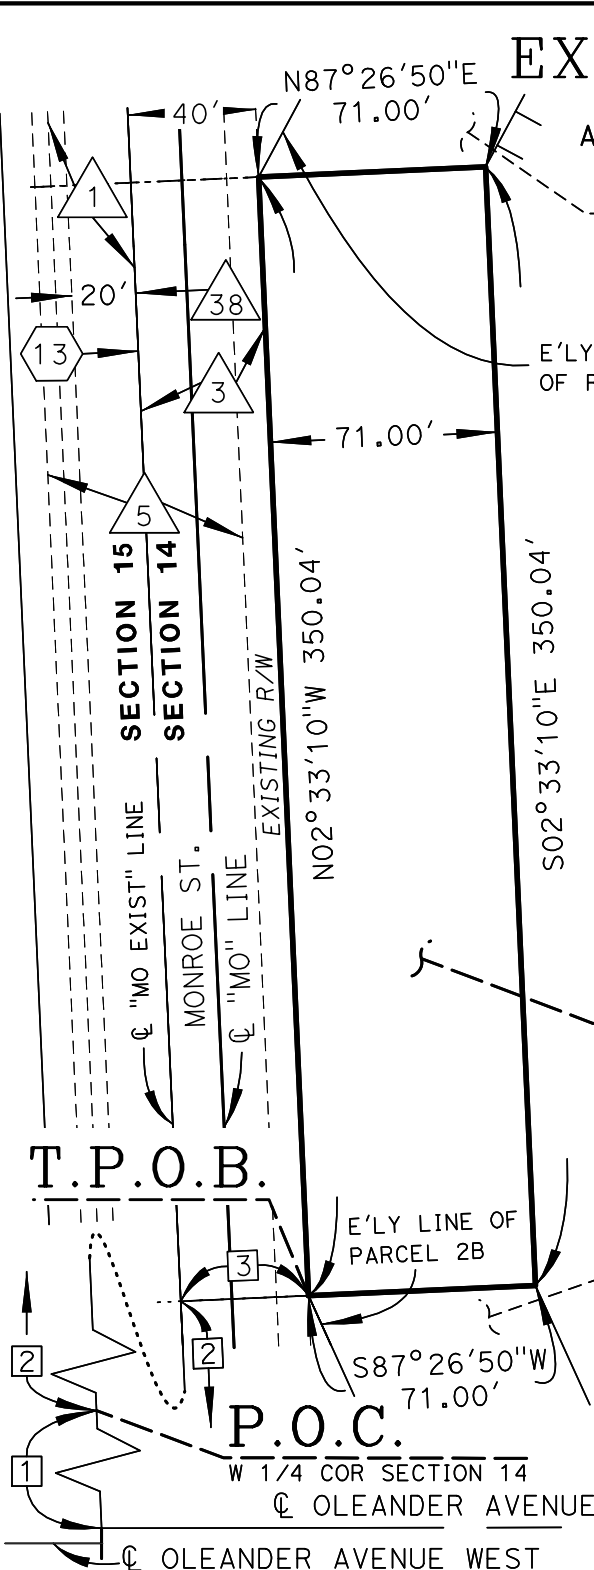 EX
N87°26'50"E
71.00'
40'
A
1
20'
38
13
3
E'LY
OF P
71.00'
5
SECTION 15
SECTION 14
EXISTING R/W
N02°33'10"W 350.04'
S02°33'10"E 350.04'
℄ "MO EXIST" LINE
MONROE ST.
℄ "MO" LINE
T.P.O.B.
E'LY LINE OF
PARCEL 2B
3
2
2
S87°26'50"W
71.00'
P.O.C.
W 1/4 COR SECTION 14
1
℄ OLEANDER AVENUE
℄ OLEANDER AVENUE WEST